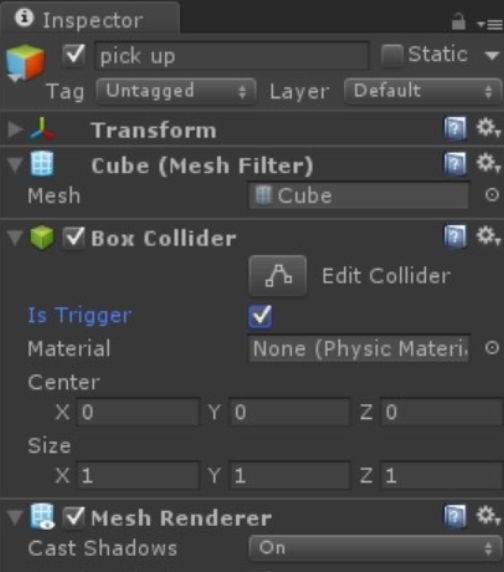 Inspector
pick up Static
Tag Untagged Layer Default
Transform
Cube (Mesh Filter)
Mesh Cube
Box Collider
Edit Collider
Is Trigger
Material None (Physic Materi
Center
X 0 Y 0 Z 0
Size
X 1 Y 1 Z 1
Mesh Renderer
Cast Shadows On